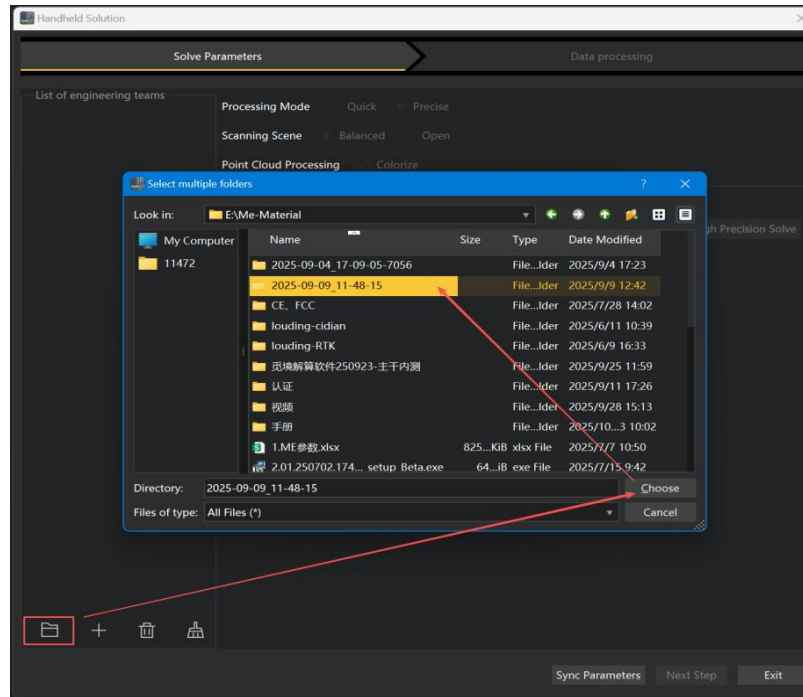 Handheld Solution
Solve Parameters
Data processing
List of engineering teams
Processing Mode Quick Precise
Scanning Scene Balanced Open
Point Cloud Processing Colorize
Select multiple folders ?
Look in: E:\Me-Material
gh Precision Solve
My Computer
11472
Name Size Type Date Modified
2025-09-04_17-09-05-7056 File...lder 2025/9/4 17:23
2025-09-09_11-48-15 File...lder 2025/9/9 12:42
CE、FCC File...lder 2025/7/28 14:02
louding-cidian File...lder 2025/6/11 10:39
louding-RTK File...lder 2025/6/9 16:33
觅境解算软件250923-主干内测 File...lder 2025/9/25 11:59
认证 File...lder 2025/9/11 17:26
视频 File...lder 2025/9/28 15:13
手册 File...lder 2025/10...3 10:02
1.ME参数.xlsx 825...KiB xlsx File 2025/7/7 10:50
2.01.250702.174... setup Beta.exe 64...iB exe File 2025/7/15 9:42
Directory: 2025-09-09_11-48-15 Choose
Files of type: All Files (*) Cancel
Sync Parameters Next Step Exit